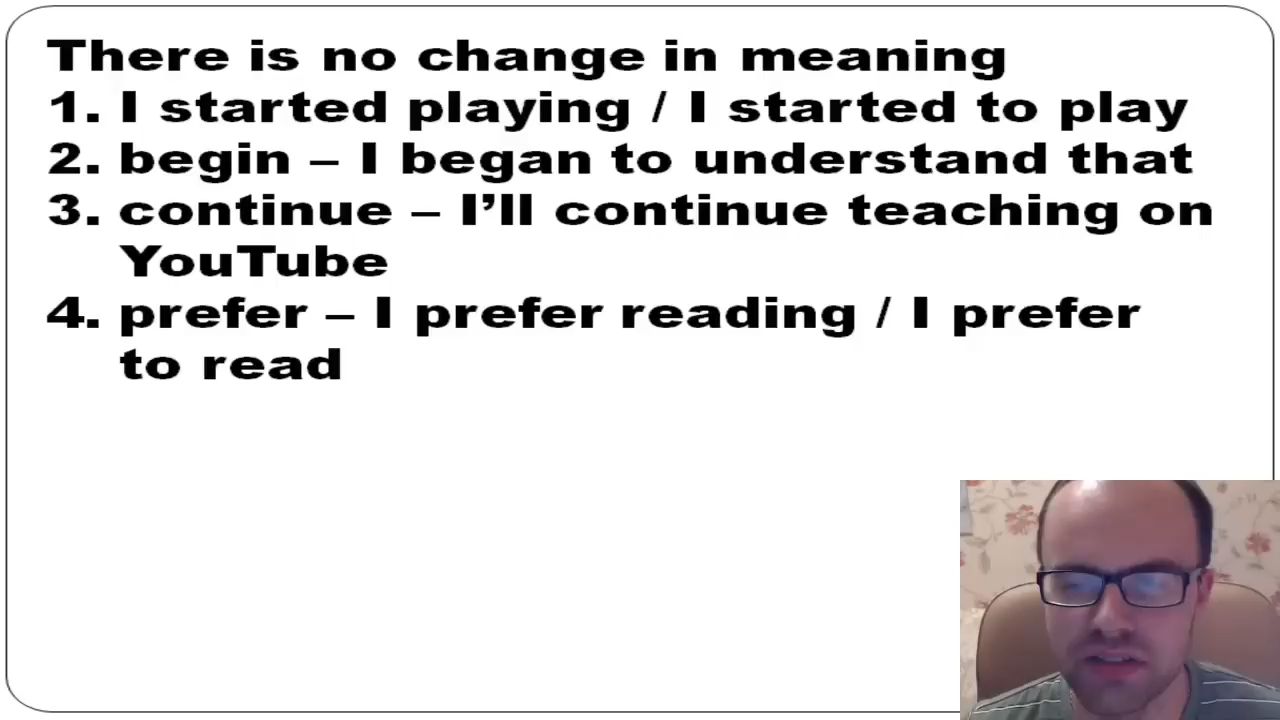 There is no change in meaning
1. I started playing / I started to play
2. begin – I began to understand that
3. continue – I’ll continue teaching on
YouTube
4. prefer – I prefer reading / I prefer
to read